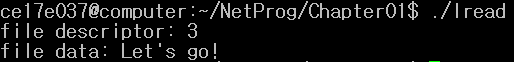 ce17e037@computer:~/NetProg/Chapter01$ ./lread
file descriptor: 3
file data: Let's go!